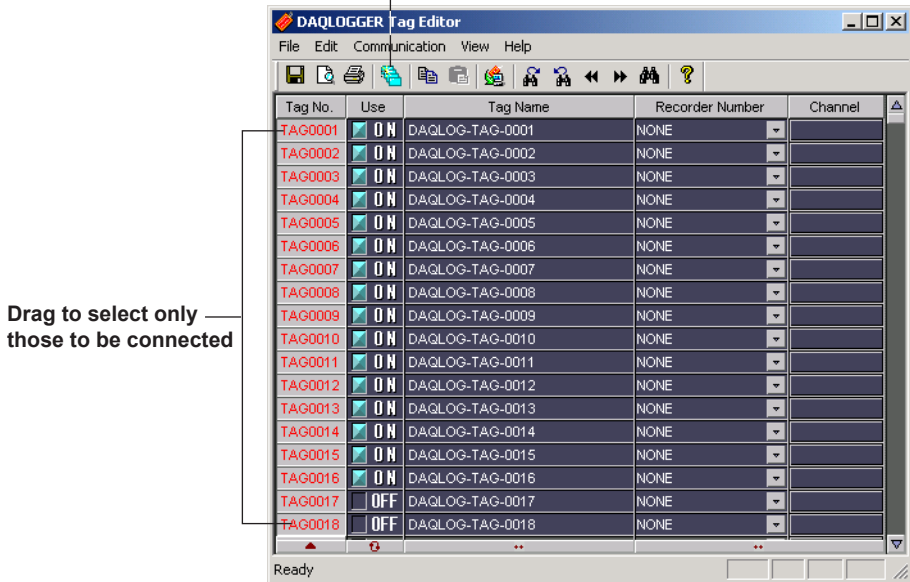 DAQLOGGER Tag Editor
File Edit Communication View Help
Tag No. Use Tag Name Recorder Number Channel
TAG0001 ON DAQLOG-TAG-0001 NONE
TAG0002 ON DAQLOG-TAG-0002 NONE
TAG0003 ON DAQLOG-TAG-0003 NONE
TAG0004 ON DAQLOG-TAG-0004 NONE
TAG0005 ON DAQLOG-TAG-0005 NONE
TAG0006 ON DAQLOG-TAG-0006 NONE
TAG0007 ON DAQLOG-TAG-0007 NONE
TAG0008 ON DAQLOG-TAG-0008 NONE
Drag to select only
those to be connected
TAG0009 ON DAQLOG-TAG-0009 NONE
TAG0010 ON DAQLOG-TAG-0010 NONE
TAG0011 ON DAQLOG-TAG-0011 NONE
TAG0012 ON DAQLOG-TAG-0012 NONE
TAG0013 ON DAQLOG-TAG-0013 NONE
TAG0014 ON DAQLOG-TAG-0014 NONE
TAG0015 ON DAQLOG-TAG-0015 NONE
TAG0016 ON DAQLOG-TAG-0016 NONE
TAG0017 OFF DAQLOG-TAG-0017 NONE
TAG0018 OFF DAQLOG-TAG-0018 NONE
Ready